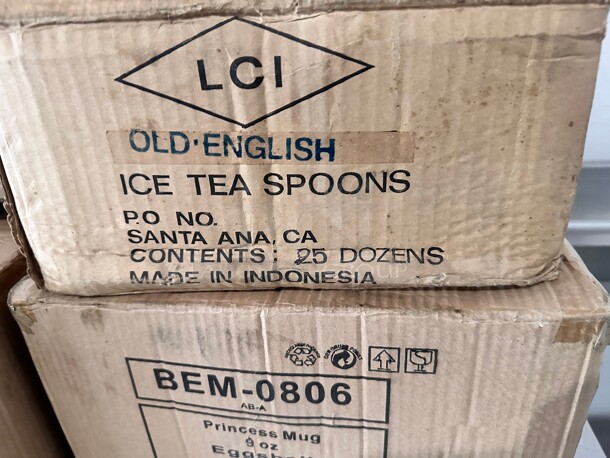 LCI
OLD·ENGLISH
ICE TEA SPOONS
P.O NO.
SANTA ANA, CA
CONTENTS: 25 DOZENS
MADE IN INDONESIA
BEM-0806
AB-A
Princess Mug
9 oz
Eggshell